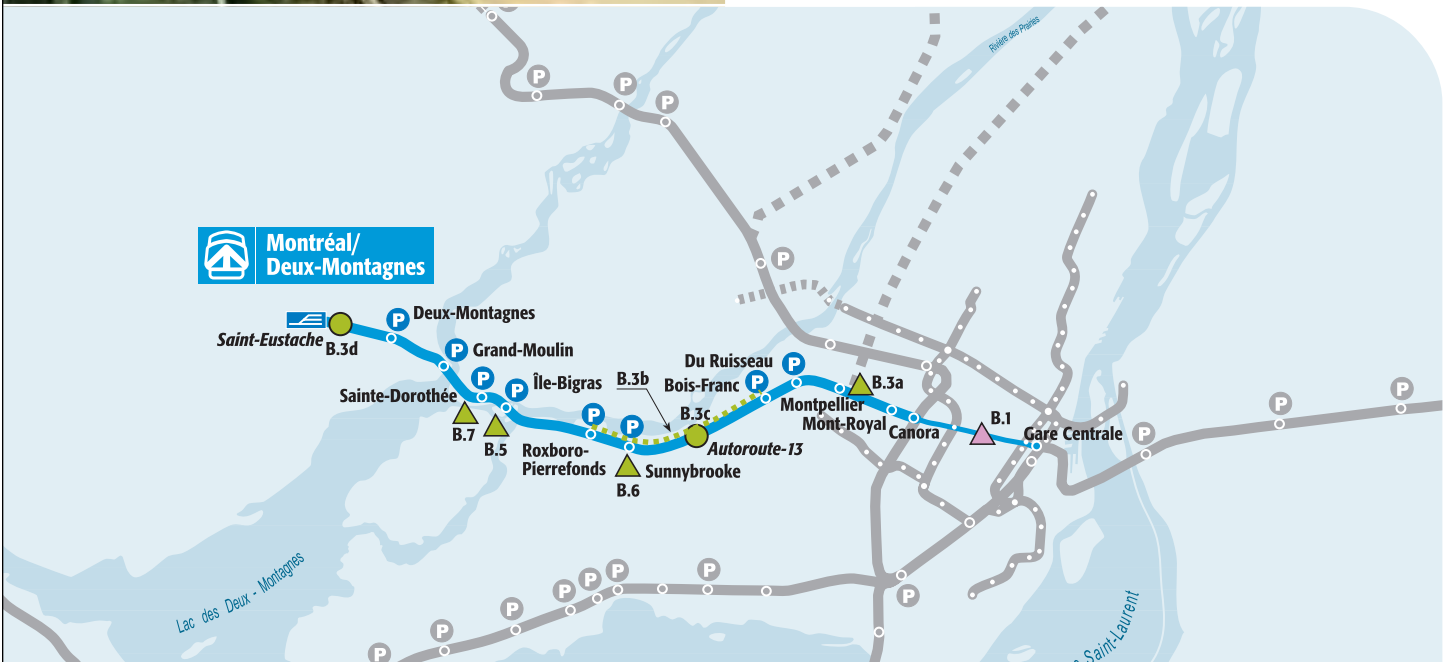 P
P
P
P
Rivière des Prairies
P
Montréal/
Deux-Montagnes
P Deux-Montagnes
Saint-Eustache B.3d
P Grand-Moulin
P
P Île-Bigras
Sainte-Dorothée
B.7
B.5
P
P
Roxboro-
Pierrefonds
B.3b
Sunnybrooke
B.6
B.3c
Autoroute-13
Du Ruisseau P
Bois-Franc P
B.3a
Montpellier
Mont-Royal
Canora
B.1
Gare Centrale
P
P
P
Lac des Deux - Montagnes
P
P
P
P
P
P
P
P
Saint-Laurent